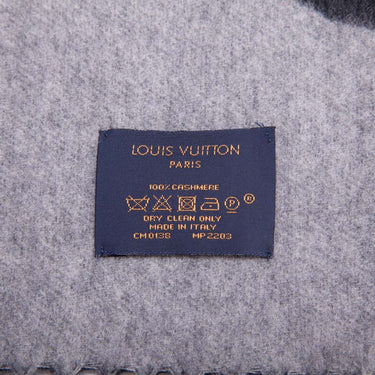 LOUIS VUITTON
PARIS
100% CASHMERE
P ®
DRY CLEAN ONLY
MADE IN ITALY
CM0138 MP2203